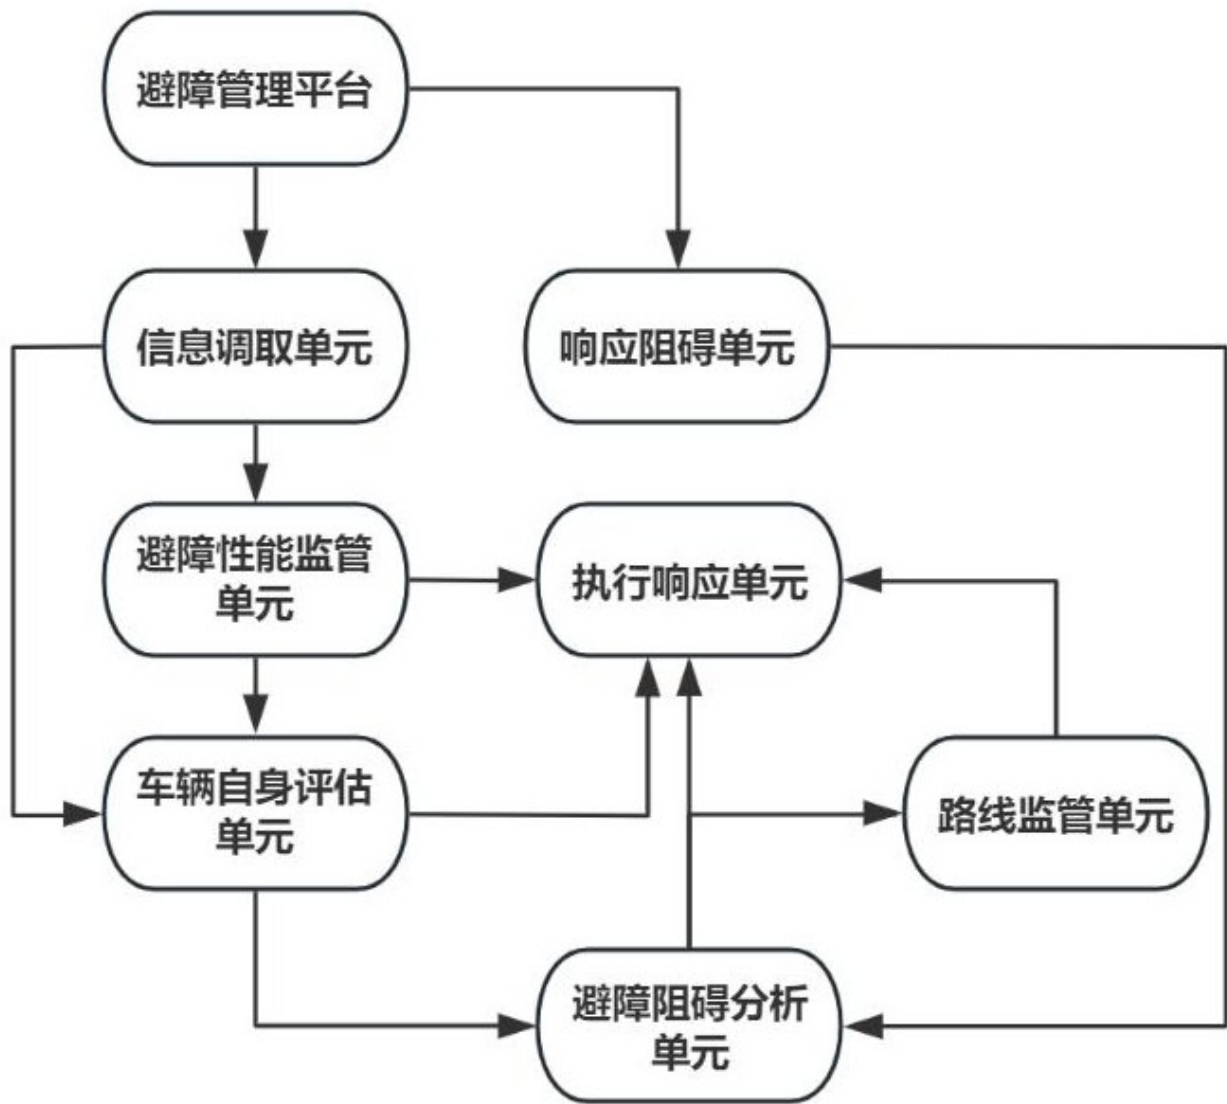 避障管理平台
信息调取单元
响应阻碍单元
避障性能监管
单元
执行响应单元
车辆自身评估
单元
路线监管单元
避障阻碍分析
单元